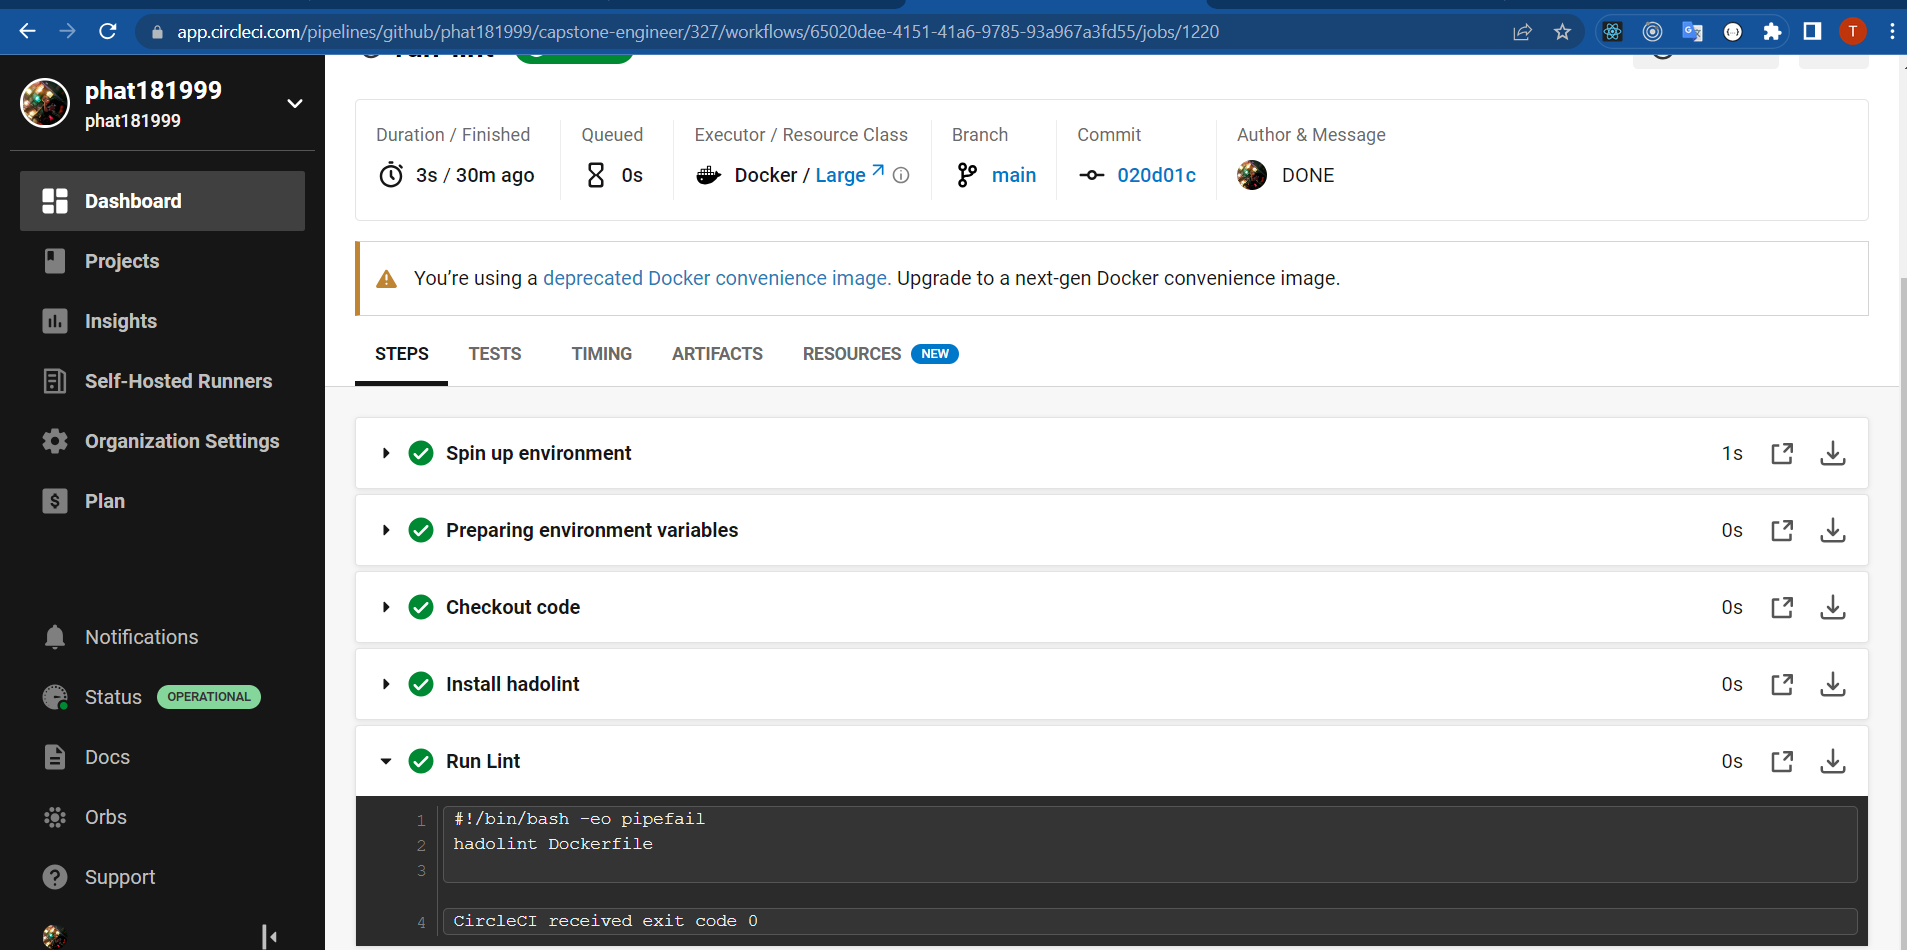 app.circleci.com/pipelines/github/phat181999/capstone-engineer/327/workflows/65020dee-4151-41a6-9785-93a967a3fd55/jobs/1220
T
phat181999
phat181999
Dashboard
Projects
Insights
Self-Hosted Runners
Organization Settings
Plan
Notifications
Status OPERATIONAL
Docs
Orbs
Support
run-lint
Duration / Finished
3s / 30m ago
Queued
0s
Executor / Resource Class
Docker / Large
Branch
main
Commit
020d01c
Author & Message
DONE
You’re using a deprecated Docker convenience image. Upgrade to a next-gen Docker convenience image.
STEPS TESTS TIMING ARTIFACTS RESOURCES NEW
Spin up environment 1s
Preparing environment variables 0s
Checkout code 0s
Install hadolint 0s
Run Lint 0s
1 #!/bin/bash -eo pipefail
2 hadolint Dockerfile
3
4 CircleCI received exit code 0